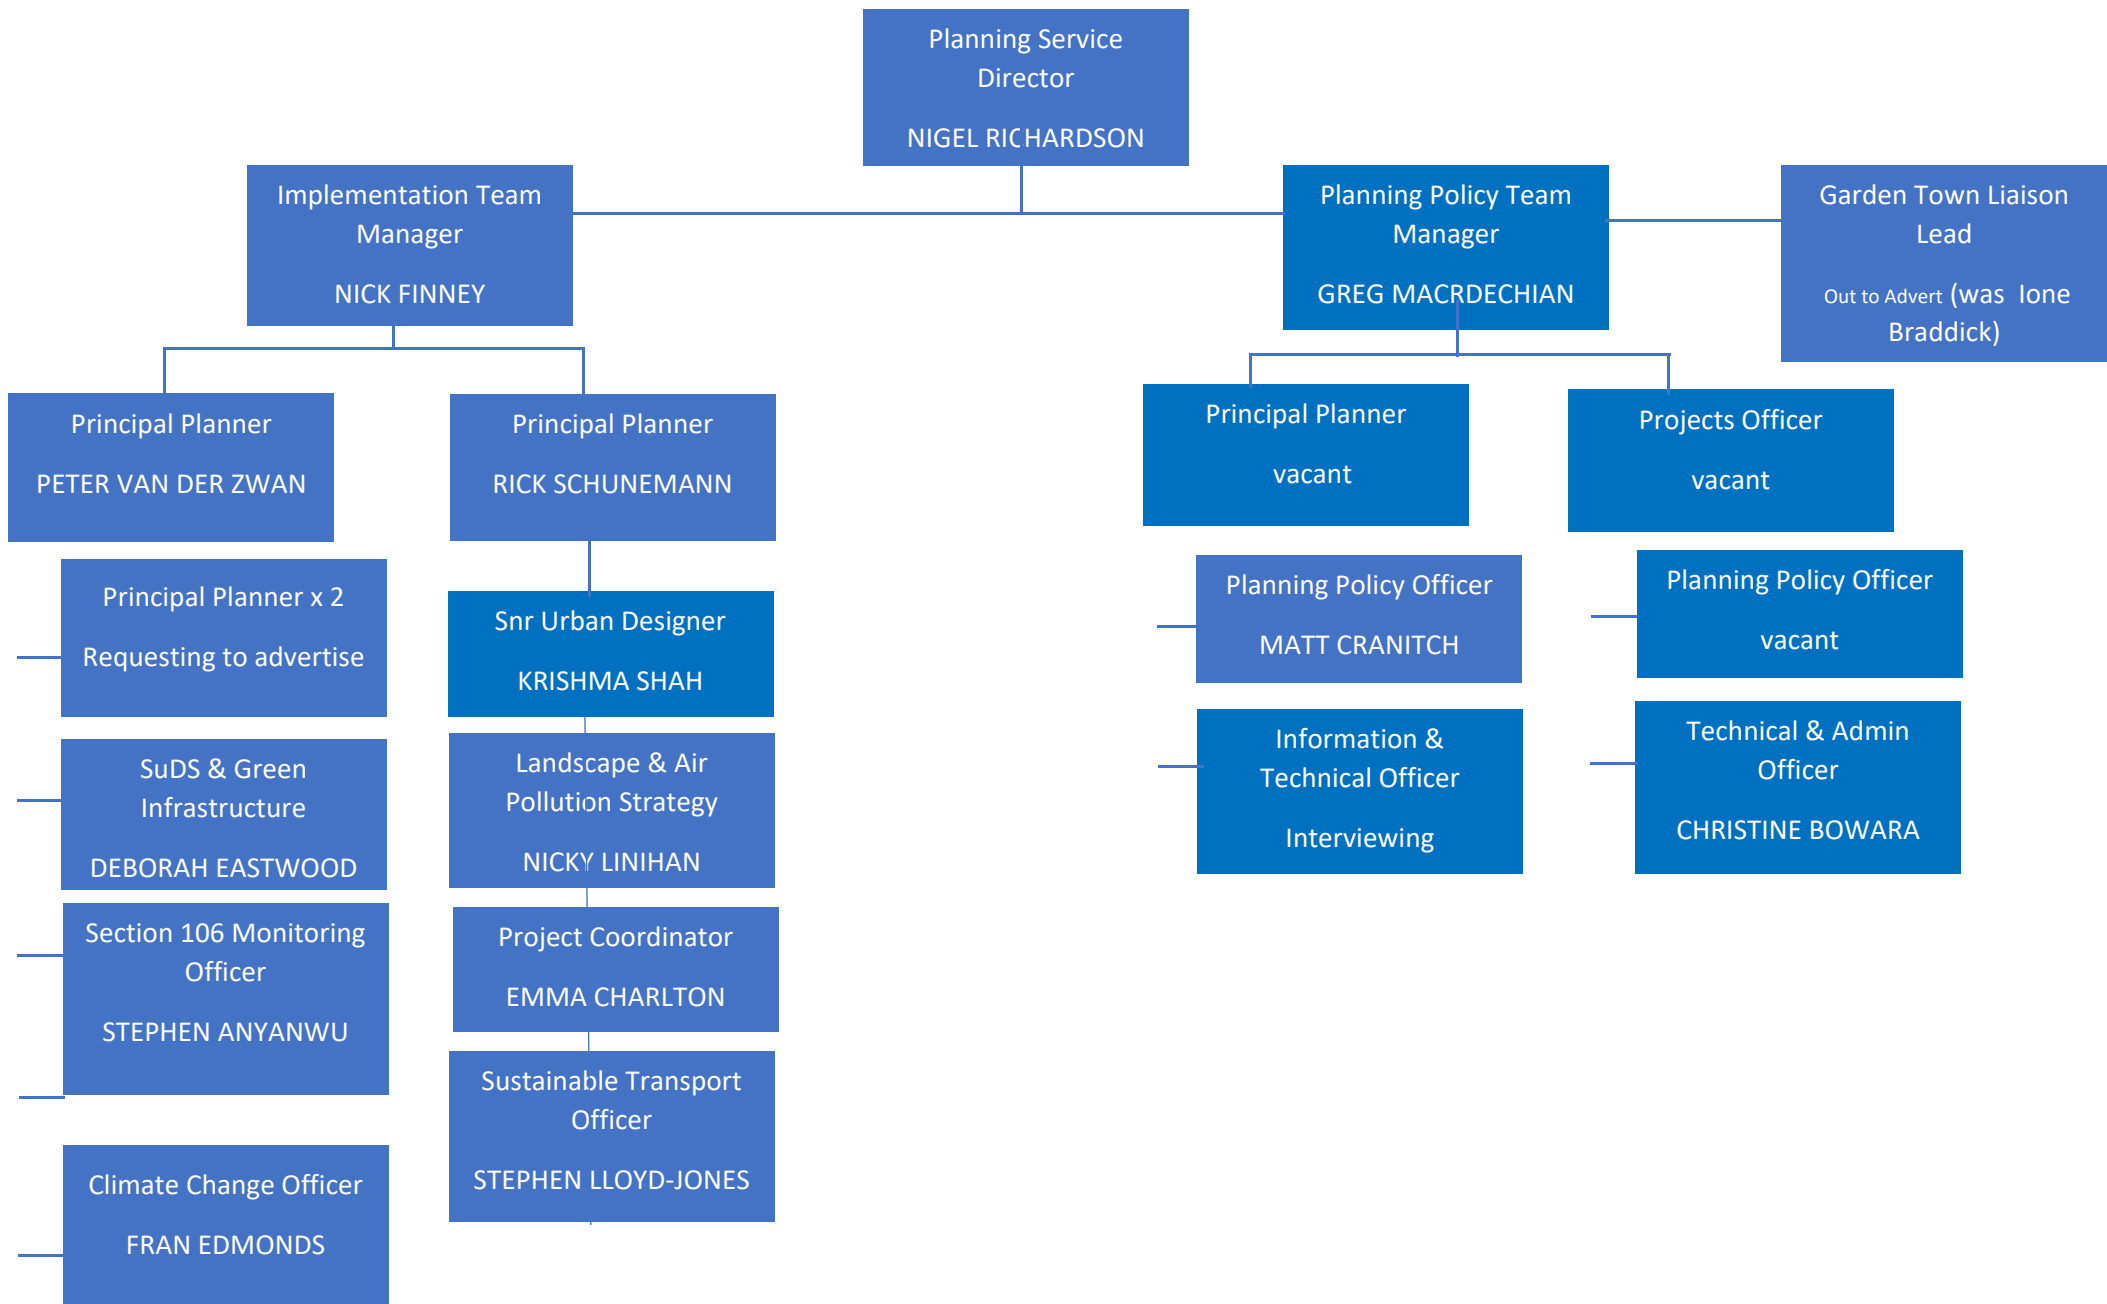 Planning Service
Director
NIGEL RICHARDSON
Implementation Team
Manager
NICK FINNEY
Planning Policy Team
Manager
GREG MACRDECHIAN
Garden Town Liaison
Lead
Out to Advert (was Ione
Braddick)
Principal Planner
PETER VAN DER ZWAN
Principal Planner
RICK SCHUNEMANN
Principal Planner
vacant
Projects Officer
vacant
Principal Planner x 2
Requesting to advertise
Snr Urban Designer
KRISHMA SHAH
Planning Policy Officer
MATT CRANITCH
Planning Policy Officer
vacant
SuDS & Green
Infrastructure
DEBORAH EASTWOOD
Landscape & Air
Pollution Strategy
NICKY LINIHAN
Information &
Technical Officer
Interviewing
Technical & Admin
Officer
CHRISTINE BOWARA
Section 106 Monitoring
Officer
STEPHEN ANYANWU
Project Coordinator
EMMA CHARLTON
Sustainable Transport
Officer
STEPHEN LLOYD-JONES
Climate Change Officer
FRAN EDMONDS